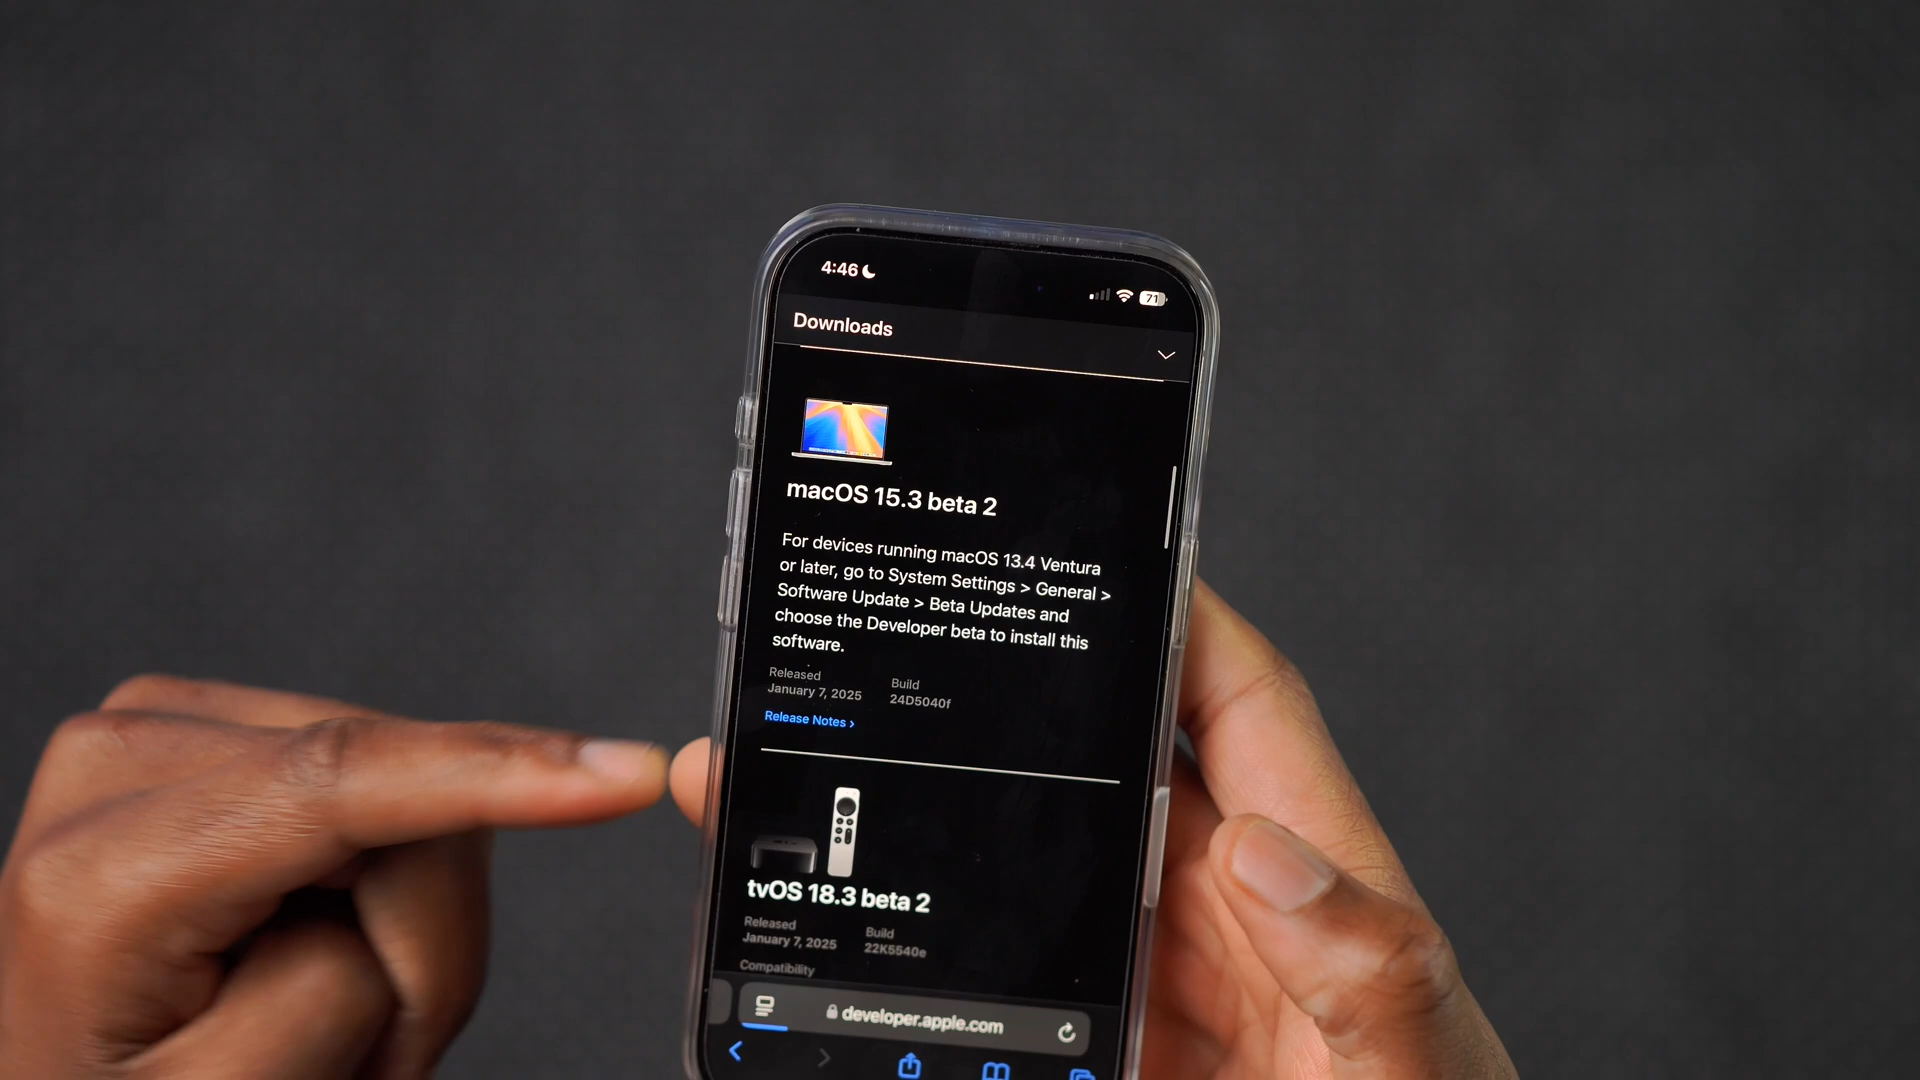 4:46
71
Downloads
macOS 15.3 beta 2
For devices running macOS 13.4 Ventura
or later, go to System Settings > General >
Software Update > Beta Updates and
choose the Developer beta to install this
software.
Released
January 7, 2025
Build
24D5040f
Release Notes >
tvOS 18.3 beta 2
Released
January 7, 2025
Build
22K5540e
Compatibility
developer.apple.com